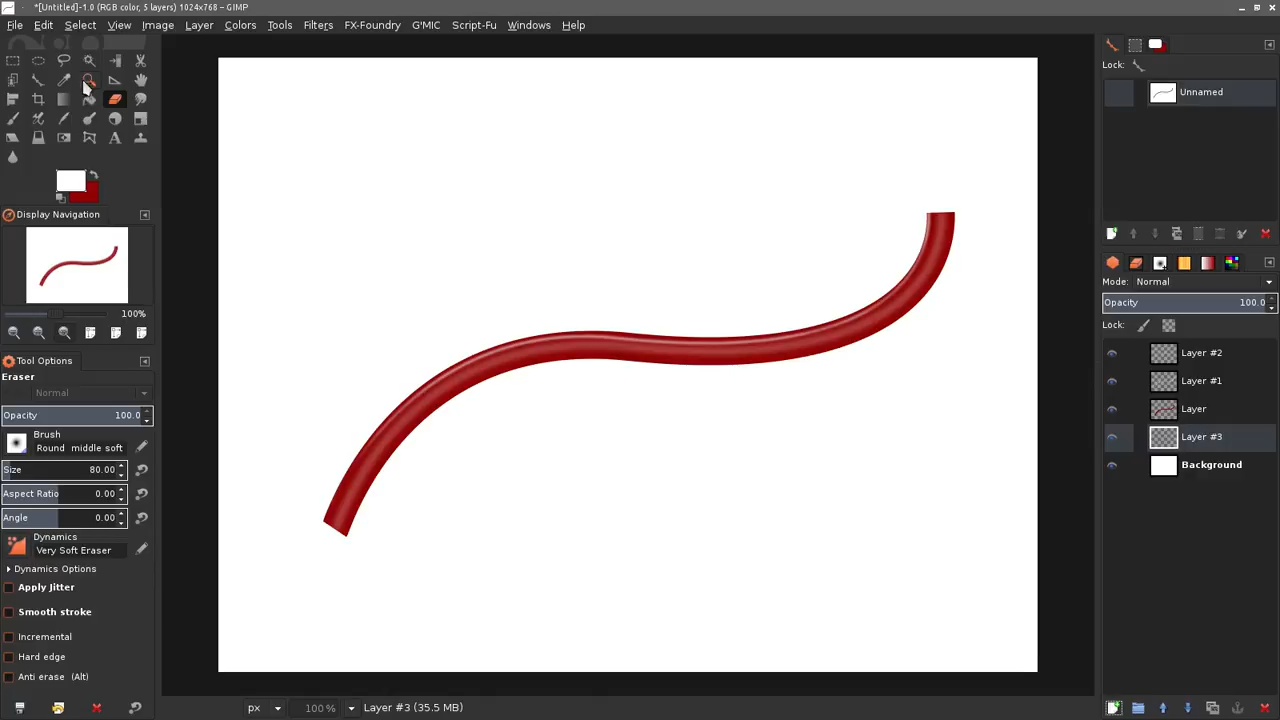 *[Untitled]-1.0 (RGB color, 5 layers) 1024x768 – GIMP
File Edit Select View Image Layer Colors Tools Filters FX-Foundry G'MIC Script-Fu Windows Help
Lock:
Unnamed
Display Navigation
100%
Mode: Normal
Opacity 100.0
Lock:
Layer #2
Layer #1
Layer
Layer #3
Background
Tool Options
Eraser
Normal
Opacity 100.0
Brush
Round middle soft
Size 80.00
Aspect Ratio 0.00
Angle 0.00
Dynamics
Very Soft Eraser
Dynamics Options
Apply Jitter
Smooth stroke
Incremental
Hard edge
Anti erase (Alt)
px 100 % Layer #3 (35.5 MB)